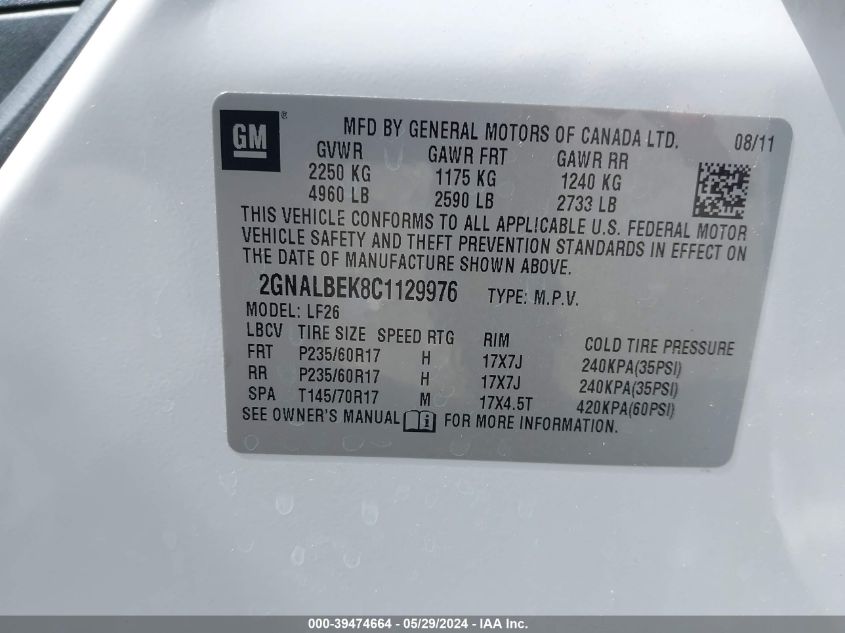 GM ® MFD BY GENERAL MOTORS OF CANADA LTD. 08/11
GVWR GAWR FRT GAWR RR
2250 KG 1175 KG 1240 KG
4960 LB 2590 LB 2733 LB
THIS VEHICLE CONFORMS TO ALL APPLICABLE U.S. FEDERAL MOTOR
VEHICLE SAFETY AND THEFT PREVENTION STANDARDS IN EFFECT ON
THE DATE OF MANUFACTURE SHOWN ABOVE.
2GNALBEK8C1129976 TYPE: M.P.V.
MODEL: LF26
LBCV TIRE SIZE SPEED RTG RIM COLD TIRE PRESSURE
FRT P235/60R17 H 17X7J 240KPA(35PSI)
RR P235/60R17 H 17X7J 240KPA(35PSI)
SPA T145/70R17 M 17X4.5T 420KPA(60PSI)
SEE OWNER'S MANUAL i FOR MORE INFORMATION.
000-39474664 - 05/29/2024 - IAA Inc.